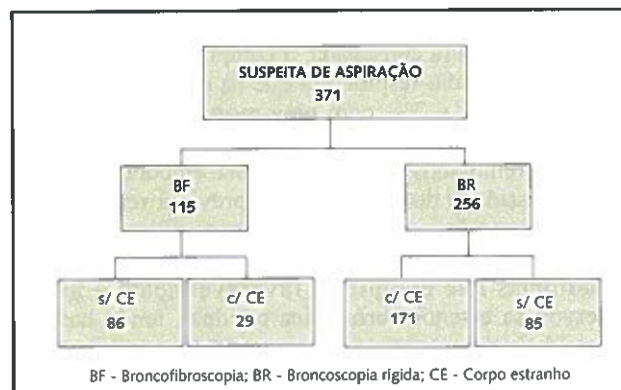 SUSPEITA DE ASPIRAÇÃO
371
BF
115
BR
256
s/ CE
86
c/ CE
29
c/ CE
171
s/ CE
85
BF - Broncofibroscopia; BR - Broncoscopia rígida; CE - Corpo estranho